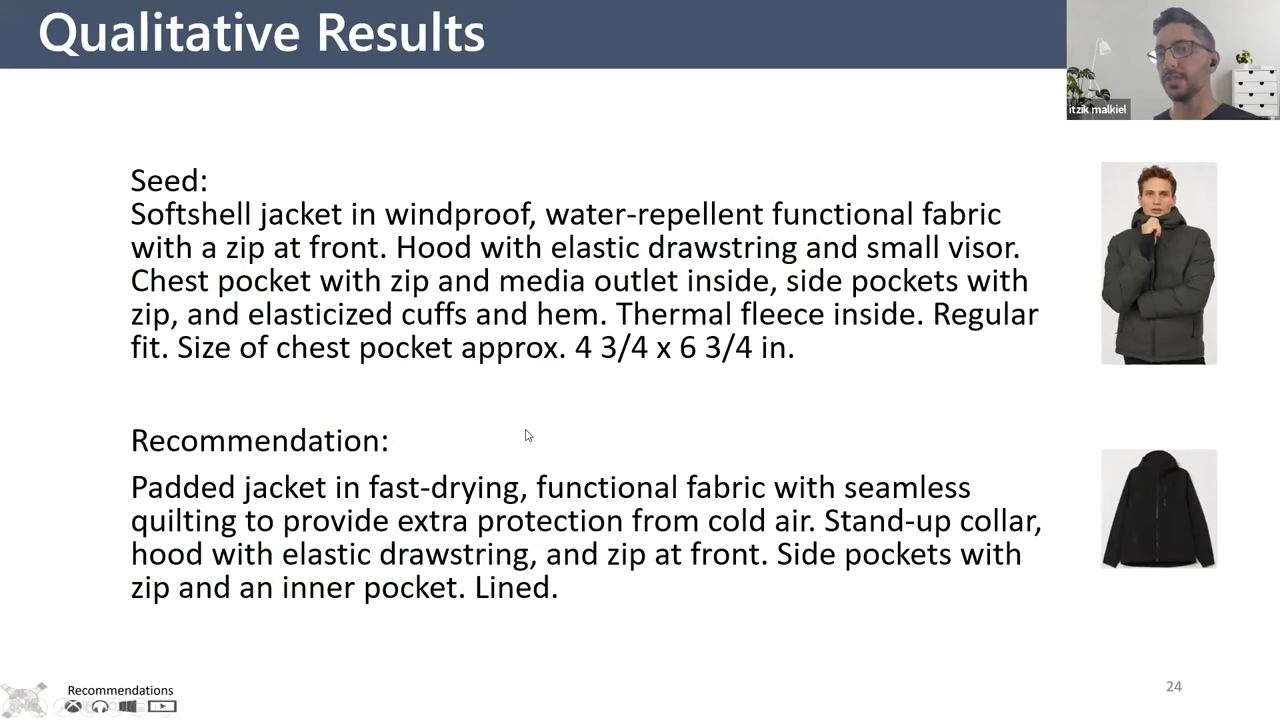 Qualitative Results
itzik malkiel
Seed:
Softshell jacket in windproof, water-repellent functional fabric
with a zip at front. Hood with elastic drawstring and small visor.
Chest pocket with zip and media outlet inside, side pockets with
zip, and elasticized cuffs and hem. Thermal fleece inside. Regular
fit. Size of chest pocket approx. 4 3/4 x 6 3/4 in.
Recommendation:
Padded jacket in fast-drying, functional fabric with seamless
quilting to provide extra protection from cold air. Stand-up collar,
hood with elastic drawstring, and zip at front. Side pockets with
zip and an inner pocket. Lined.
Recommendations
24